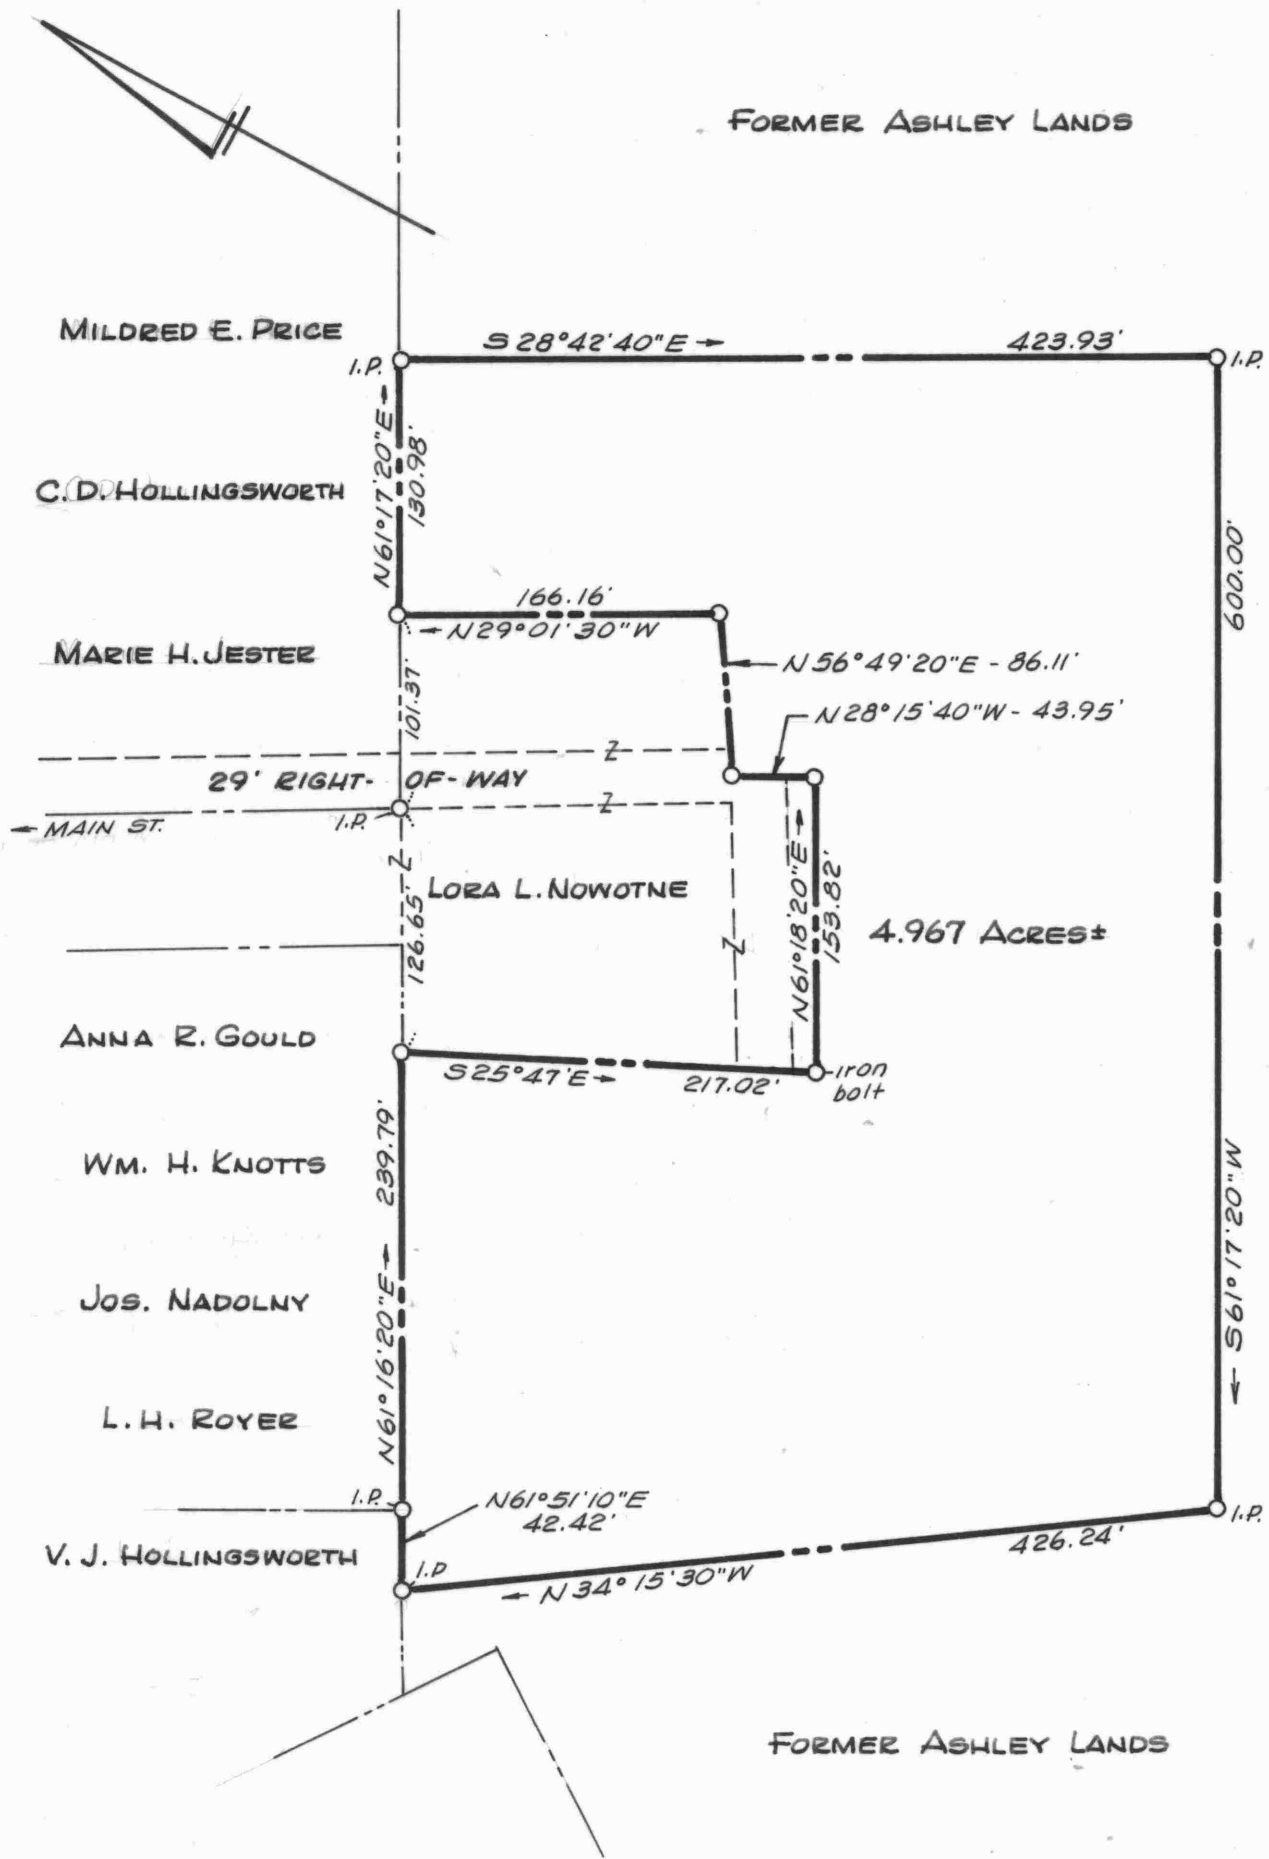 FORMER ASHLEY LANDS
MILDRED E. PRICE
S 28°42'40"E → 423.93'
I.P.
I.P.
N61°17'20"E →
130.98'
C.D. HOLLINGSWORTH
600.00'
166.16'
← N29°01'30"W
MARIE H. JESTER
N 56°49'20"E - 86.11'
101.37'
N28°15'40"W - 43.95'
29' RIGHT- OF-WAY
← MAIN ST.
I.P.
LORA L. NOWOTNE
126.65'
N61°18'20"E →
153.82'
4.967 ACRES±
ANNA R. GOULD
S25°47'E → 217.02'
iron
bolt
WM. H. KNOTTS
N61°16'20"E → 239.79'
← S61°17'20"W
JOS. NADOLNY
L. H. ROYER
I.P.
N61°51'10"E
42.42'
I.P.
V. J. HOLLINGSWORTH
I.P
← N 34°15'30"W 426.24'
FORMER ASHLEY LANDS